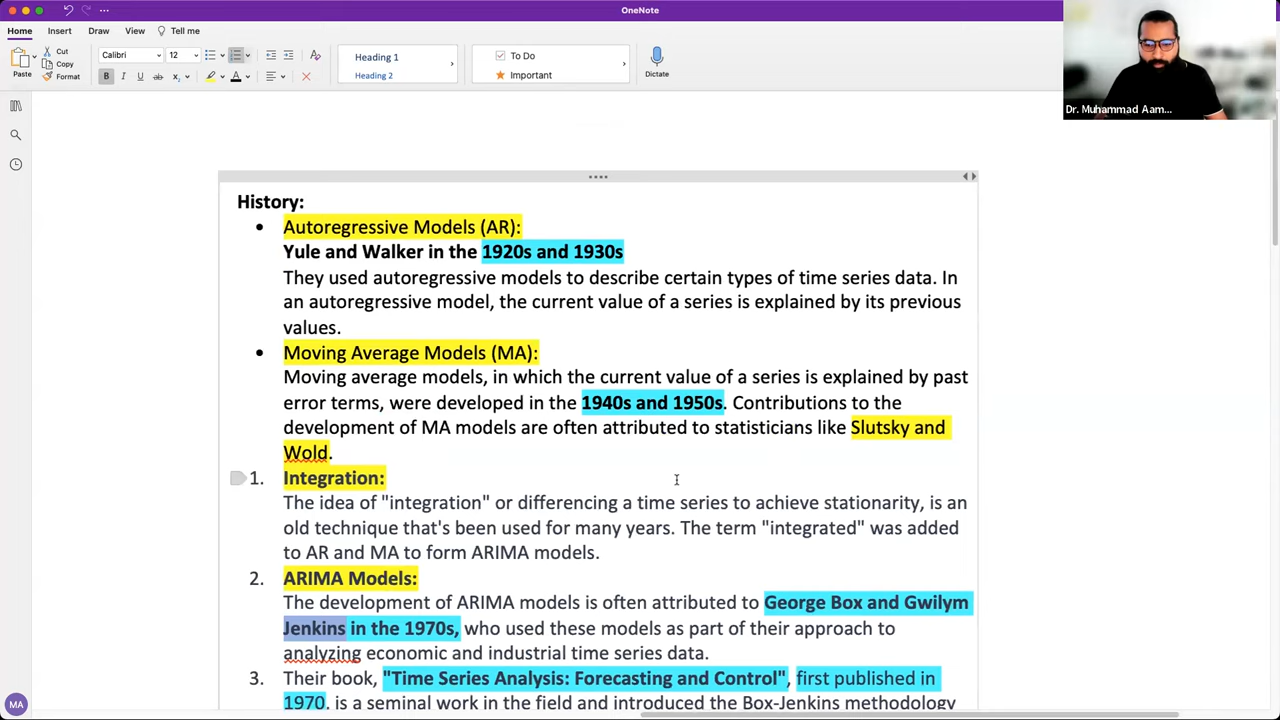 OneNote
Home Insert Draw View Tell me
Paste
Cut
Copy
Format
Calibri 12
B I U ab x
A
Heading 1
Heading 2
To Do
Important
Dictate
Dr. Muhammad Aam...
History:
• Autoregressive Models (AR):
Yule and Walker in the 1920s and 1930s
They used autoregressive models to describe certain types of time series data. In
an autoregressive model, the current value of a series is explained by its previous
values.
• Moving Average Models (MA):
Moving average models, in which the current value of a series is explained by past
error terms, were developed in the 1940s and 1950s. Contributions to the
development of MA models are often attributed to statisticians like Slutsky and
Wold.
1. Integration:
The idea of "integration" or differencing a time series to achieve stationarity, is an
old technique that's been used for many years. The term "integrated" was added
to AR and MA to form ARIMA models.
2. ARIMA Models:
The development of ARIMA models is often attributed to George Box and Gwilym
Jenkins in the 1970s, who used these models as part of their approach to
analyzing economic and industrial time series data.
3. Their book, "Time Series Analysis: Forecasting and Control", first published in
1970, is a seminal work in the field and introduced the Box-Jenkins methodology
MA